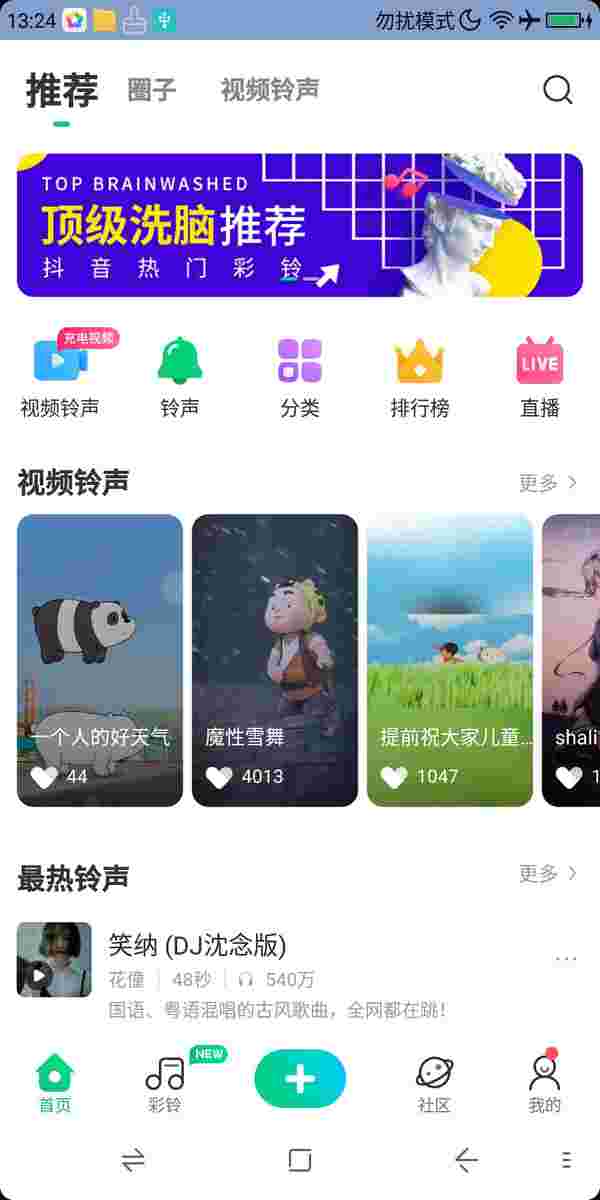 13:24
勿扰模式
推荐
圈子
视频铃声
TOP BRAINWASHED
顶级洗脑推荐
抖音热门彩铃
充电视频
LIVE
视频铃声
铃声
分类
排行榜
直播
视频铃声
更多
一个人的好天气
魔性雪舞
提前祝大家儿童...
shali
44
4013
1047
1
最热铃声
更多
笑纳 (DJ沈念版)
花僮 48秒 540万
国语、粤语混唱的古风歌曲，全网都在跳！
NEW
首页
彩铃
社区
我的